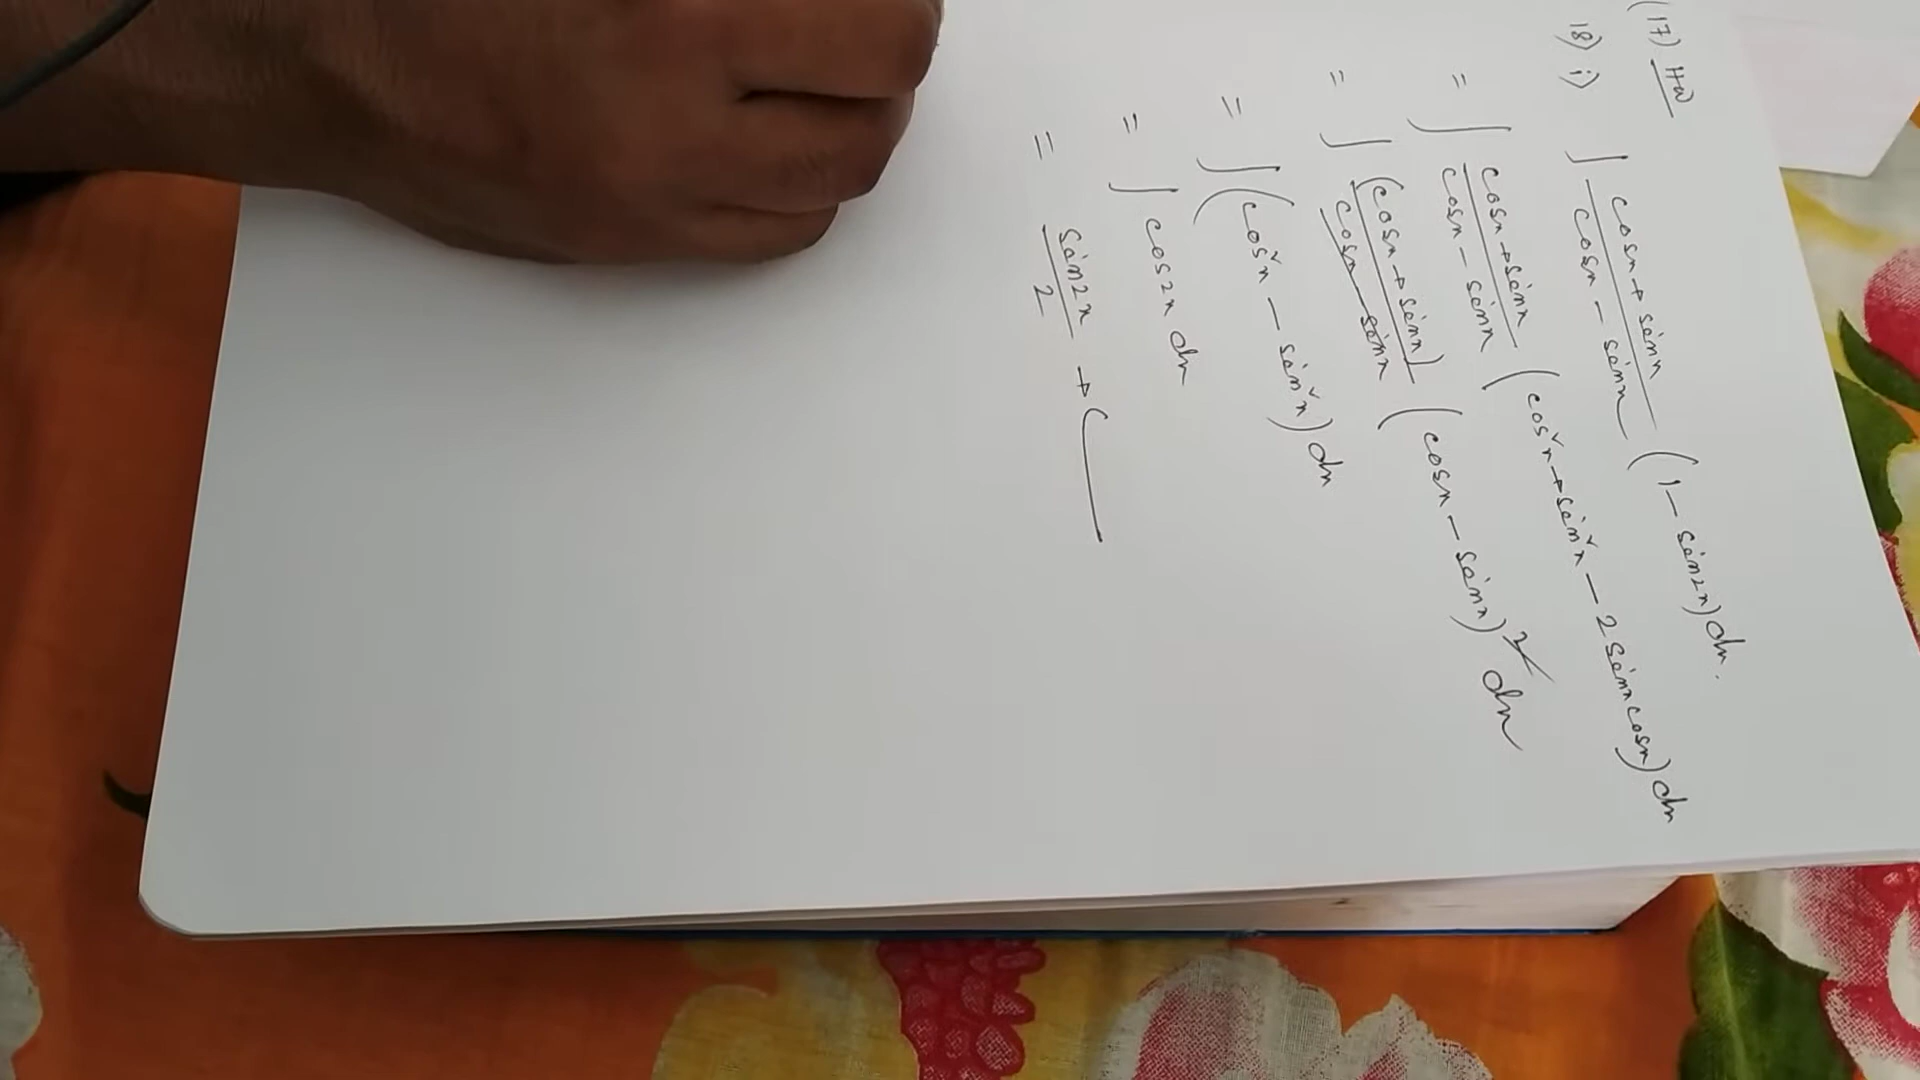 (17) HW
18) i) ∫ (cosx + sinx)/(cosx − sinx) (1 − sin2x) dx.
= ∫ (cosx + sinx)/(cosx − sinx) (cos²x + sin²x − 2 sinx cosx) dx
= ∫ (cosx + sinx)/(cosx − sinx) (cosx − sinx)² dx
= ∫ (cos²x − sin²x) dx
= ∫ cos2x dx
= sin2x/2 + C